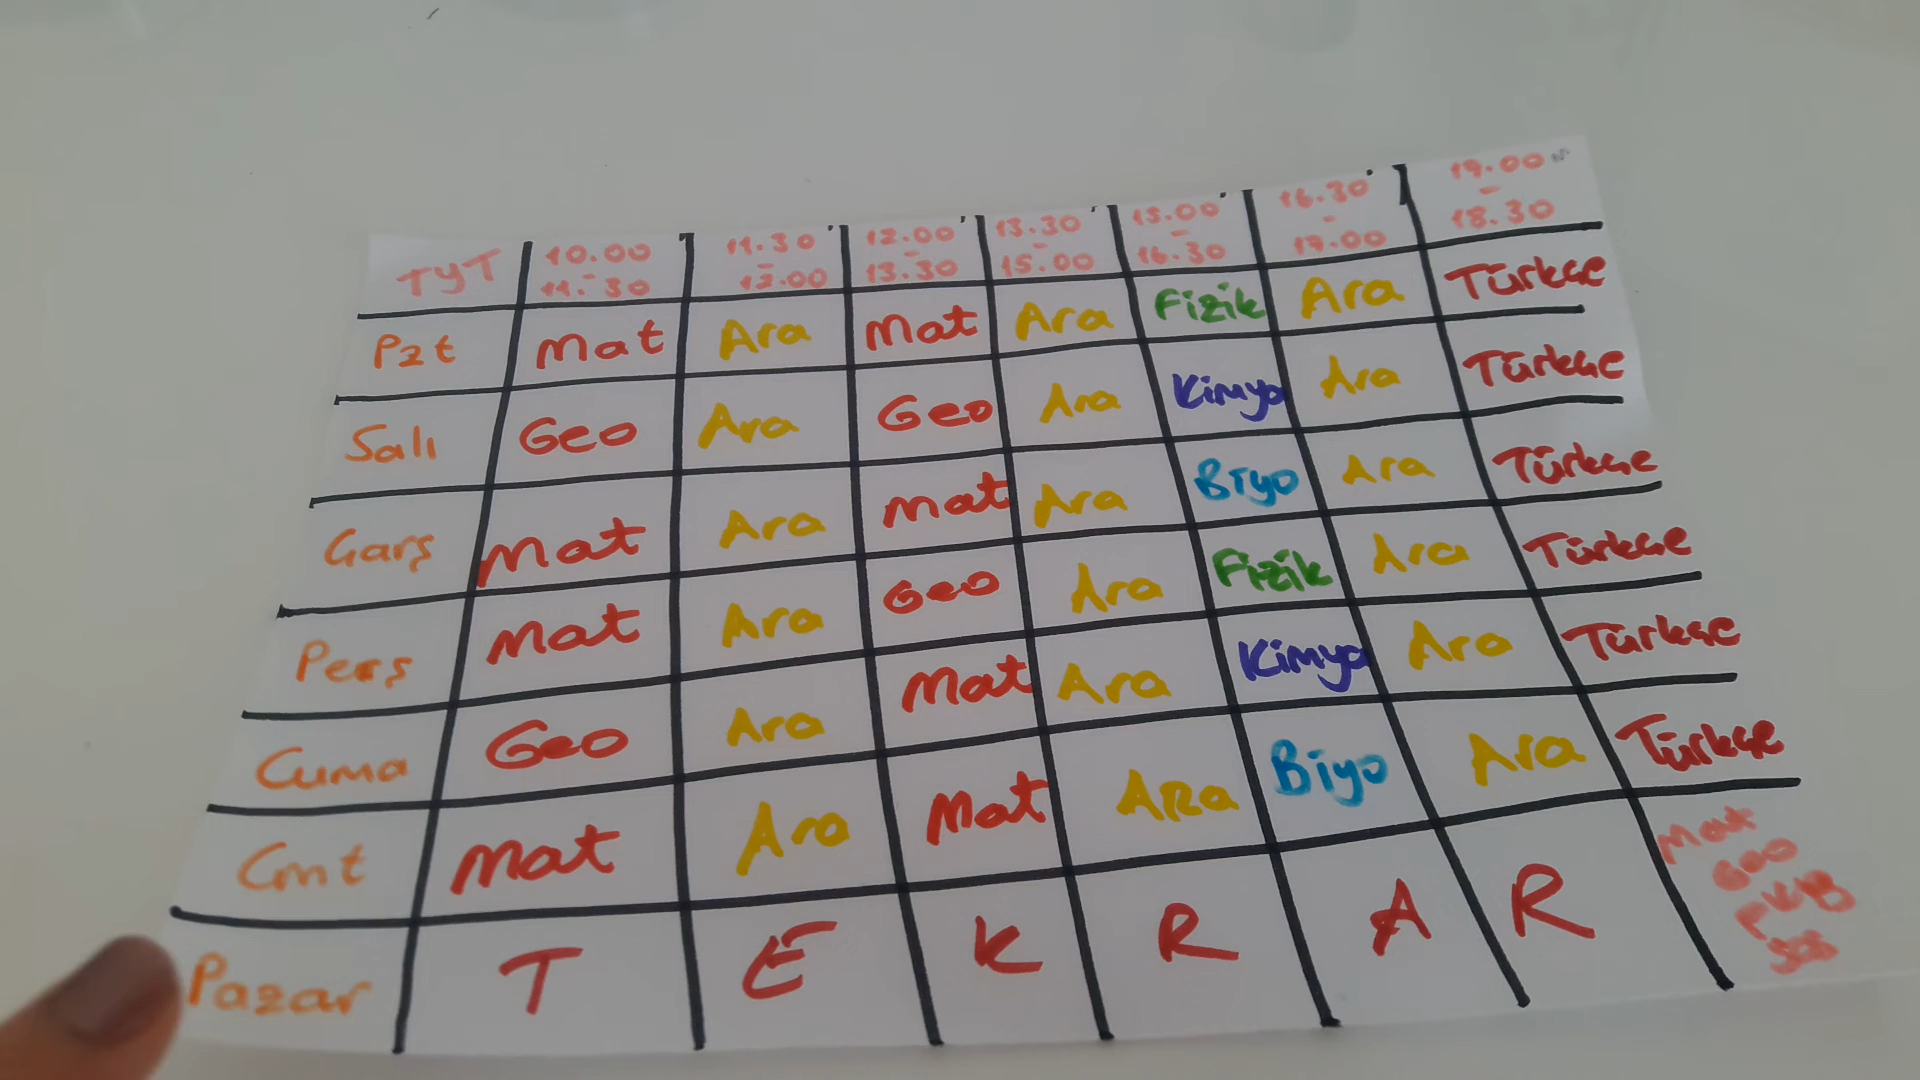 TYT 10.00 - 11.30 11.30 - 12.00 12.00 - 13.30 13.30 - 15.00 15.00 - 16.30 16.30 - 17.00 17.00 - 18.30
Pzt Mat Ara Mat Ara Fizik Ara Türkçe
Salı Geo Ara Geo Ara Kimya Ara Türkçe
Çarş Mat Ara Mat Ara Biyo Ara Türkçe
Perş Mat Ara Geo Ara Fizik Ara Türkçe
Cuma Geo Ara Mat Ara Kimya Ara Türkçe
Cmt Mat Ara Mat ARa Biyo Ara Türkçe
Pazar T E K R A R Mat
Geo
F K B
sos